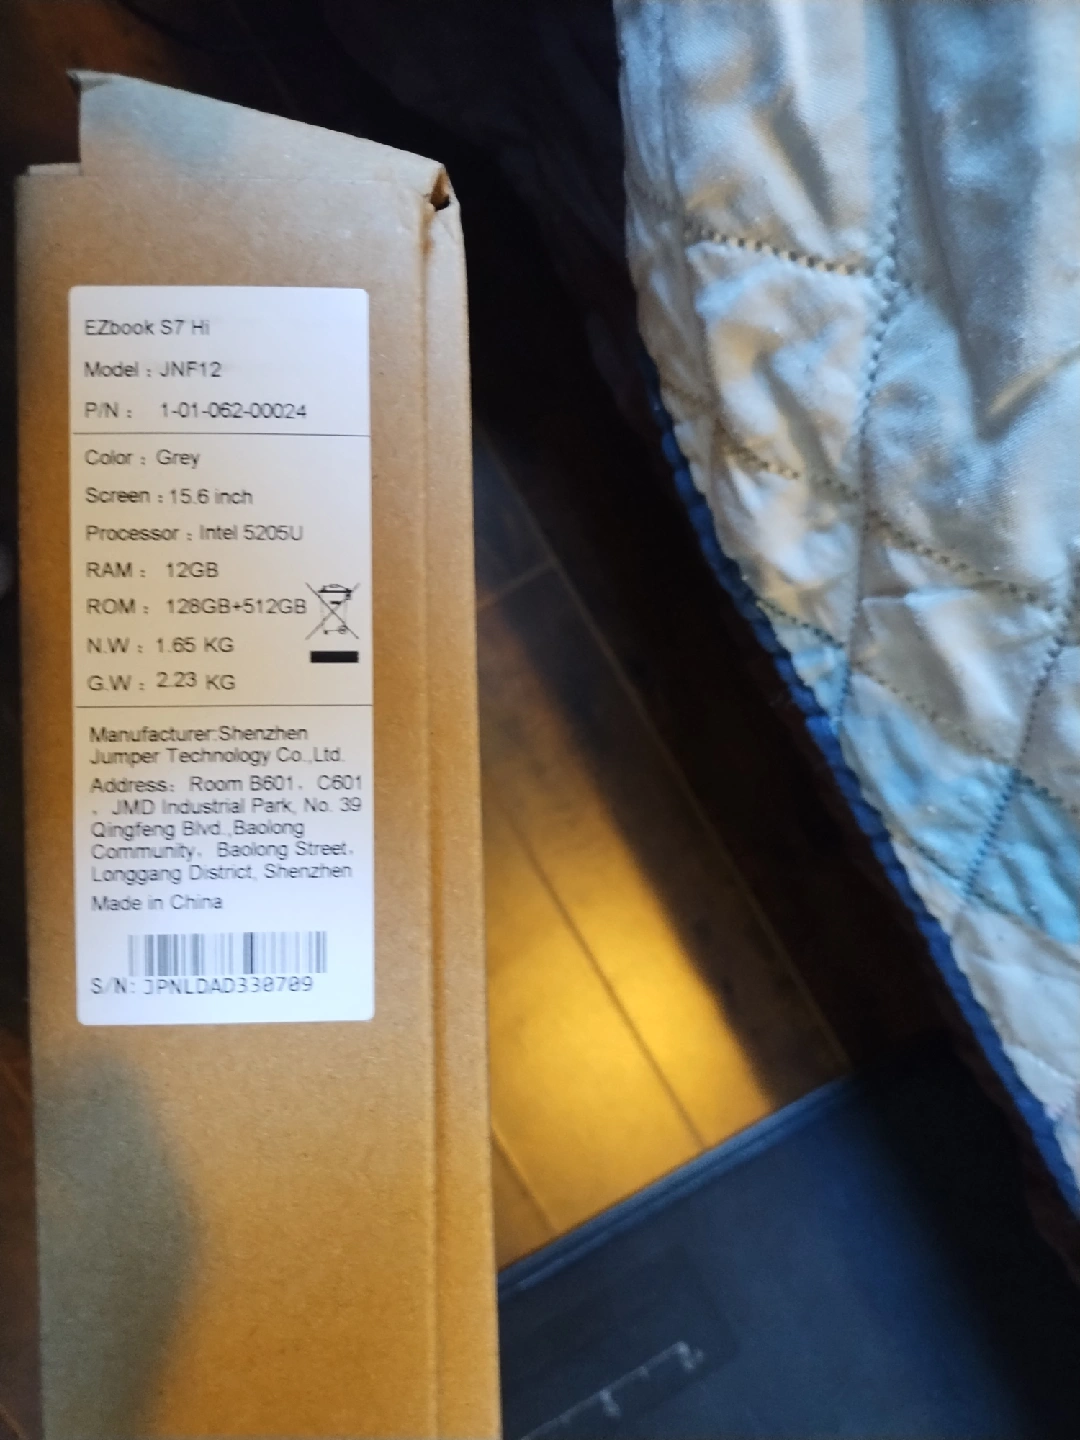 EZbook S7 Hi
Model : JNF12
P/N : 1-01-062-00024
Color : Grey
Screen : 15.6 inch
Processor : Intel 5205U
RAM : 12GB
ROM : 128GB+512GB
N.W : 1.65 KG
G.W : 2.23 KG
Manufacturer:Shenzhen
Jumper Technology Co.,Ltd.
Address: Room B601, C601
, JMD Industrial Park, No. 39
Qingfeng Blvd.,Baolong
Community, Baolong Street,
Longgang District, Shenzhen
Made in China
S/N: JPNLDAD330709